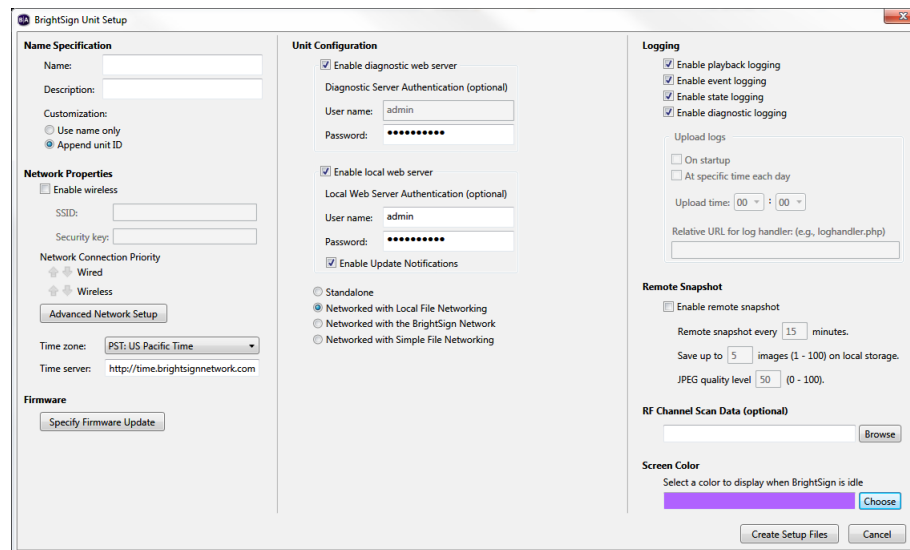 B|A BrightSign Unit Setup
Name Specification
Name:
Description:
Customization:
Use name only
Append unit ID
Network Properties
Enable wireless
SSID:
Security key:
Network Connection Priority
Wired
Wireless
Advanced Network Setup
Time zone: PST: US Pacific Time
Time server: http://time.brightsignnetwork.com
Firmware
Specify Firmware Update
Unit Configuration
Enable diagnostic web server
Diagnostic Server Authentication (optional)
User name: admin
Password: ●●●●●●●●●●
Enable local web server
Local Web Server Authentication (optional)
User name: admin
Password: ●●●●●●●●●●
Enable Update Notifications
Standalone
Networked with Local File Networking
Networked with the BrightSign Network
Networked with Simple File Networking
Logging
Enable playback logging
Enable event logging
Enable state logging
Enable diagnostic logging
Upload logs
On startup
At specific time each day
Upload time: 00 : 00
Relative URL for log handler: (e.g., loghandler.php)
Remote Snapshot
Enable remote snapshot
Remote snapshot every 15 minutes.
Save up to 5 images (1 - 100) on local storage.
JPEG quality level 50 (0 - 100).
RF Channel Scan Data (optional)
Browse
Screen Color
Select a color to display when BrightSign is idle
Choose
Create Setup Files Cancel